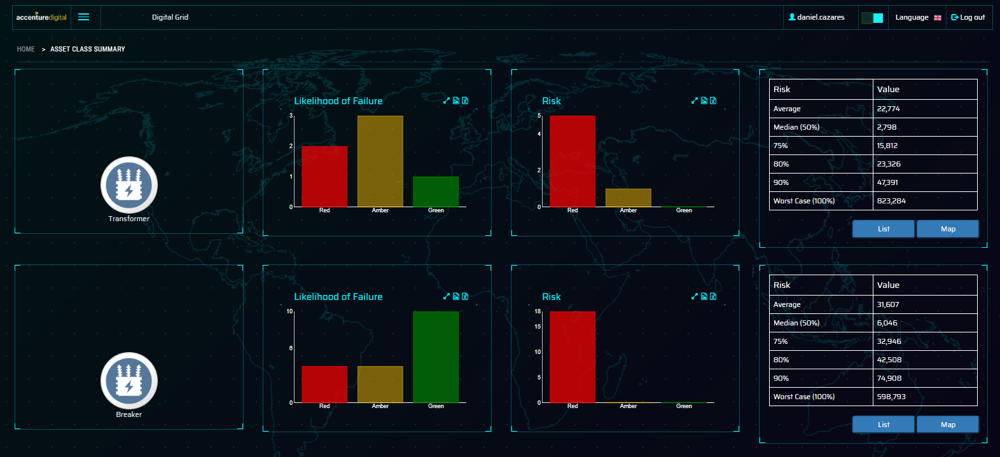 accenturedigital
Digital Grid
daniel.cazares
Language
Log out
HOME > ASSET CLASS SUMMARY
Transformer
Likelihood of Failure
3
2
1
0
Red Amber Green
Risk
5
4
2
0
Red Amber Green
Risk Value
Average 22,774
Median (50%) 2,798
75% 15,812
80% 23,326
90% 47,391
Worst Case (100%) 823,284
List Map
Breaker
Likelihood of Failure
10
6
0
Red Amber Green
Risk
18
15
10
5
0
Red Amber Green
Risk Value
Average 31,607
Median (50%) 6,046
75% 32,946
80% 42,508
90% 74,908
Worst Case (100%) 598,793
List Map